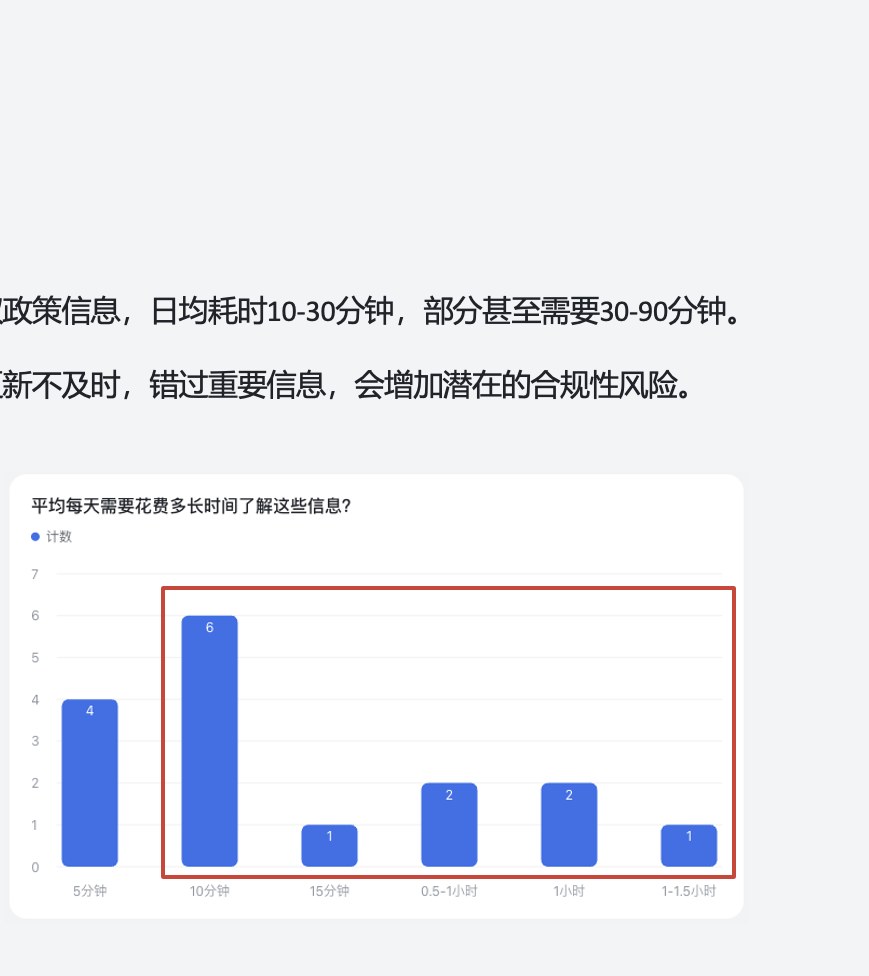 政策信息，日均耗时10-30分钟，部分甚至需要30-90分钟。
新不及时，错过重要信息，会增加潜在的合规性风险。
平均每天需要花费多长时间了解这些信息?
计数
7
6
5
4
3
2
1
0
4
6
1
2
2
1
5分钟
10分钟
15分钟
0.5-1小时
1小时
1-1.5小时